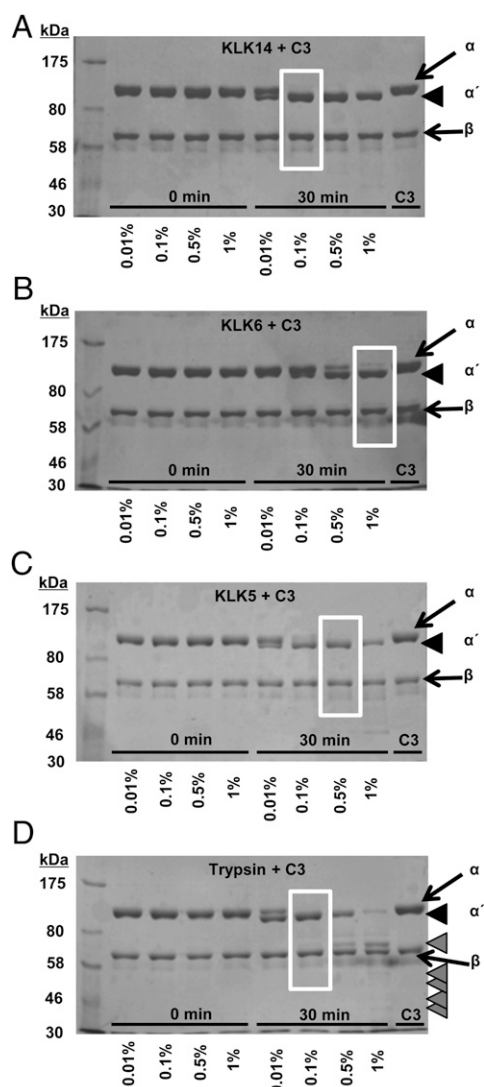 A
kDa
KLK14 + C3
α
175
α´
80
β
58
46
0 min
30 min
C3
30
0.01%
0.1%
0.5%
1%
0.01%
0.1%
0.5%
1%
B
kDa
KLK6 + C3
α
175
α´
80
β
58
46
0 min
30 min
C3
30
0.01%
0.1%
0.5%
1%
0.01%
0.1%
0.5%
1%
C
kDa
KLK5 + C3
α
175
α´
80
β
58
46
0 min
30 min
C3
30
0.01%
0.1%
0.5%
1%
0.01%
0.1%
0.5%
1%
D
kDa
Trypsin + C3
α
175
α´
80
β
58
46
0 min
30 min
C3
30
0.01%
0.1%
0.5%
1%
0.01%
0.1%
0.5%
1%